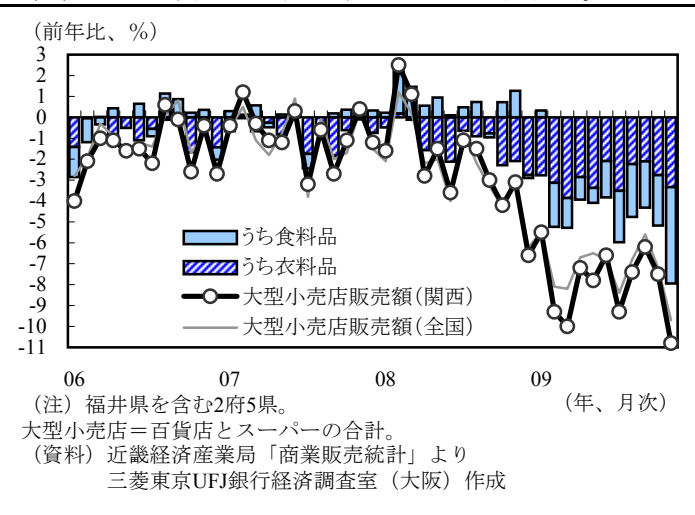 （前年比、％）
3
2
1
0
-1
-2
-3
-4
-5
-6
-7
-8
-9
-10
-11
うち食料品
うち衣料品
大型小売店販売額（関西）
大型小売店販売額（全国）
06 07 08 09
（年、月次）
（注）福井県を含む2府5県。
大型小売店＝百貨店とスーパーの合計。
（資料）近畿経済産業局「商業販売統計」より
三菱東京UFJ銀行経済調査室（大阪）作成